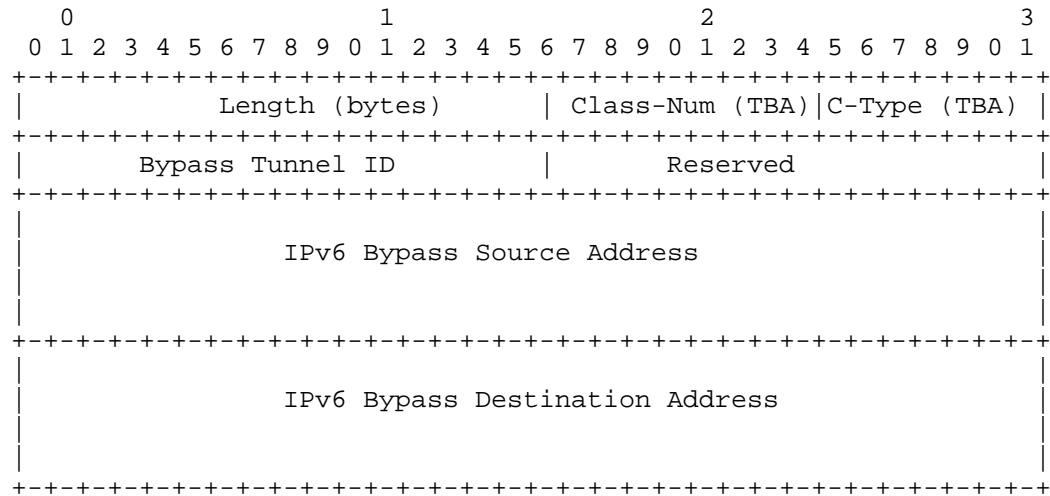 0 1 2 3
0 1 2 3 4 5 6 7 8 9 0 1 2 3 4 5 6 7 8 9 0 1 2 3 4 5 6 7 8 9 0 1
+-+-+-+-+-+-+-+-+-+-+-+-+-+-+-+-+-+-+-+-+-+-+-+-+-+-+-+-+-+-+-+-+
| Length (bytes) | Class-Num (TBA)|C-Type (TBA) |
+-+-+-+-+-+-+-+-+-+-+-+-+-+-+-+-+-+-+-+-+-+-+-+-+-+-+-+-+-+-+-+-+
| Bypass Tunnel ID | Reserved |
+-+-+-+-+-+-+-+-+-+-+-+-+-+-+-+-+-+-+-+-+-+-+-+-+-+-+-+-+-+-+-+-+
| |
| IPv6 Bypass Source Address |
| |
| |
+-+-+-+-+-+-+-+-+-+-+-+-+-+-+-+-+-+-+-+-+-+-+-+-+-+-+-+-+-+-+-+-+
| |
| IPv6 Bypass Destination Address |
| |
| |
+-+-+-+-+-+-+-+-+-+-+-+-+-+-+-+-+-+-+-+-+-+-+-+-+-+-+-+-+-+-+-+-+